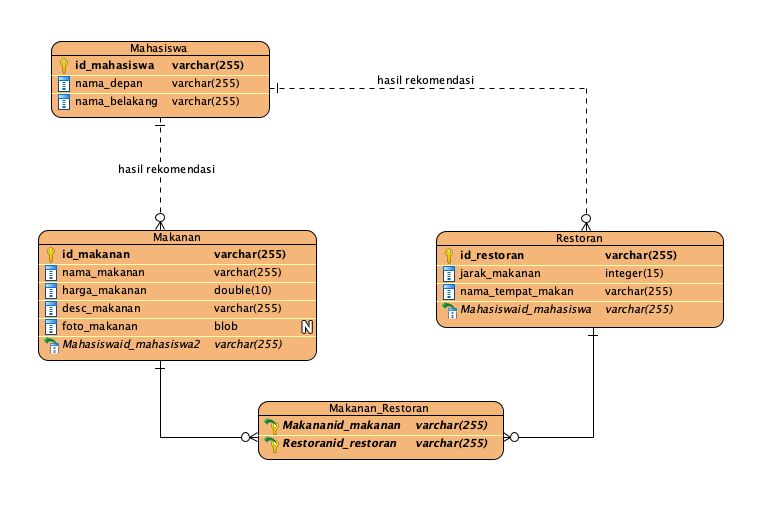 Mahasiswa
id_mahasiswa varchar(255)
nama_depan varchar(255)
nama_belakang varchar(255)
hasil rekomendasi
hasil rekomendasi
Makanan
id_makanan varchar(255)
nama_makanan varchar(255)
harga_makanan double(10)
desc_makanan varchar(255)
foto_makanan blob N
Mahasiswaid_mahasiswa2 varchar(255)
Restoran
id_restoran varchar(255)
jarak_makanan integer(15)
nama_tempat_makan varchar(255)
Mahasiswaid_mahasiswa varchar(255)
Makanan_Restoran
Makananid_makanan varchar(255)
Restoranid_restoran varchar(255)